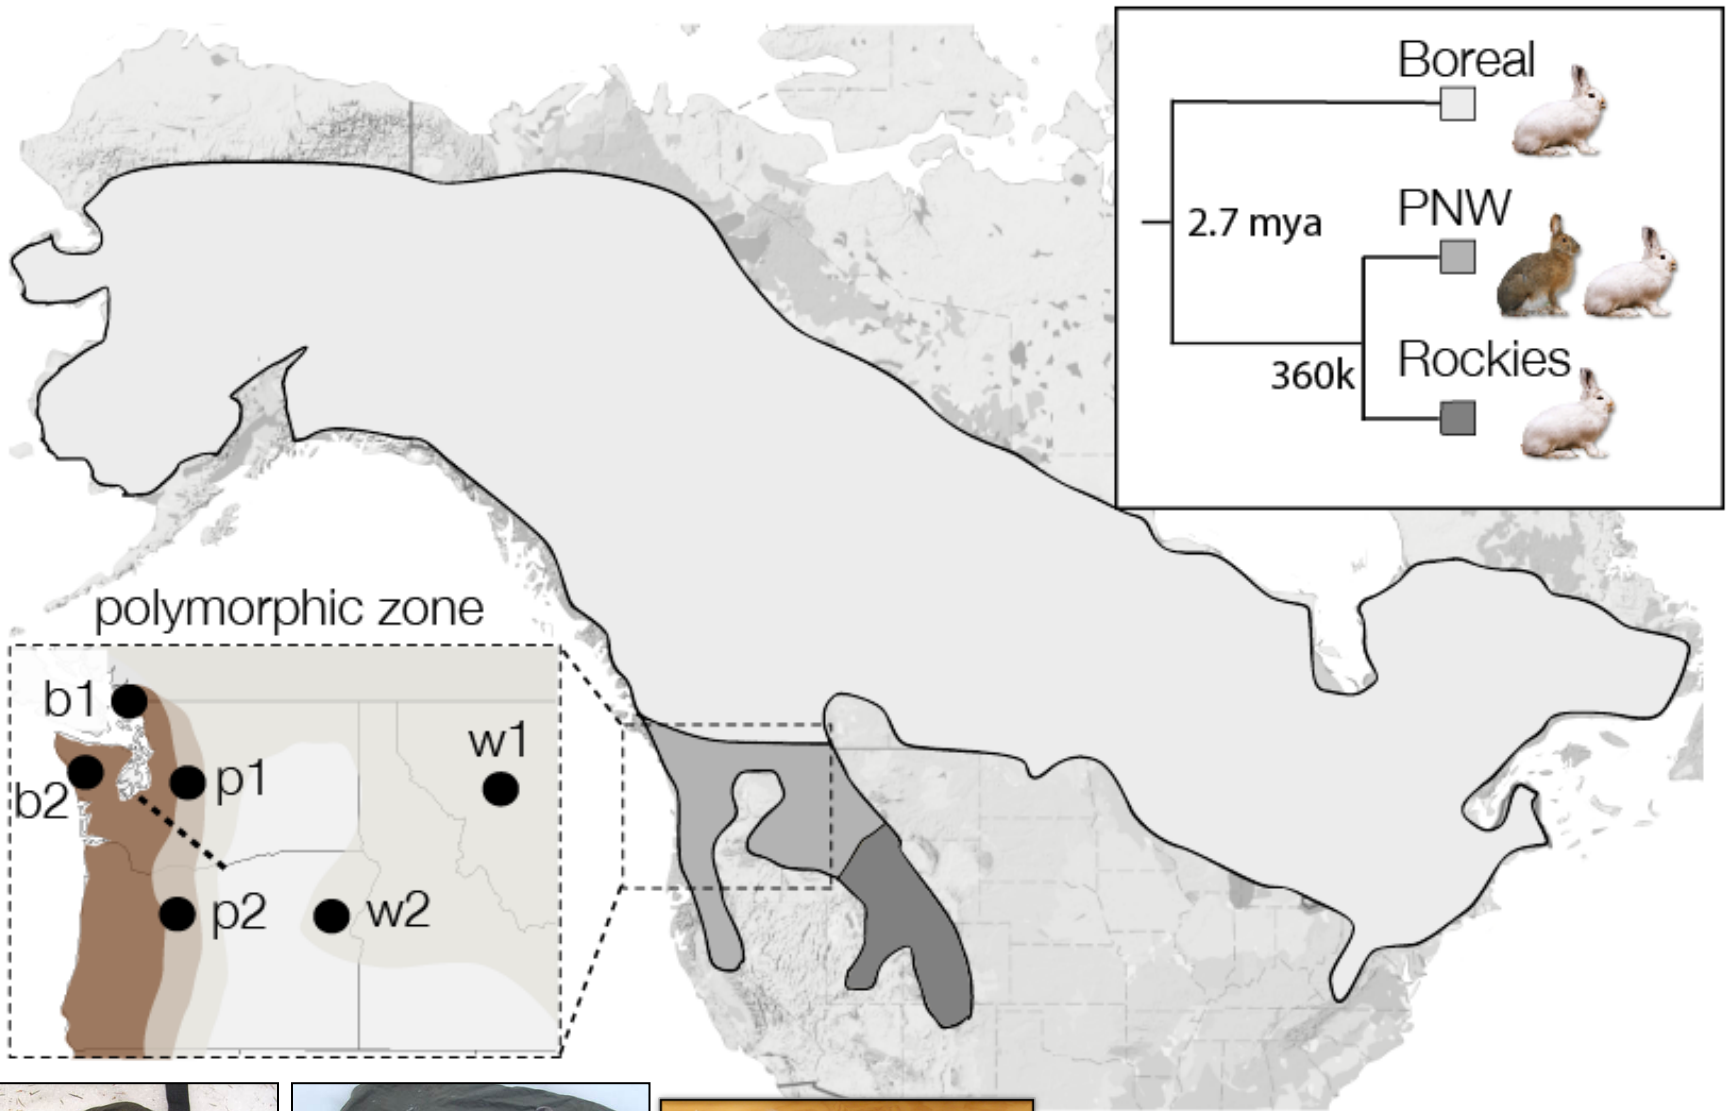 Boreal
PNW
2.7 mya
Rockies
360k
polymorphic zone
b1
w1
p1
b2
p2
w2